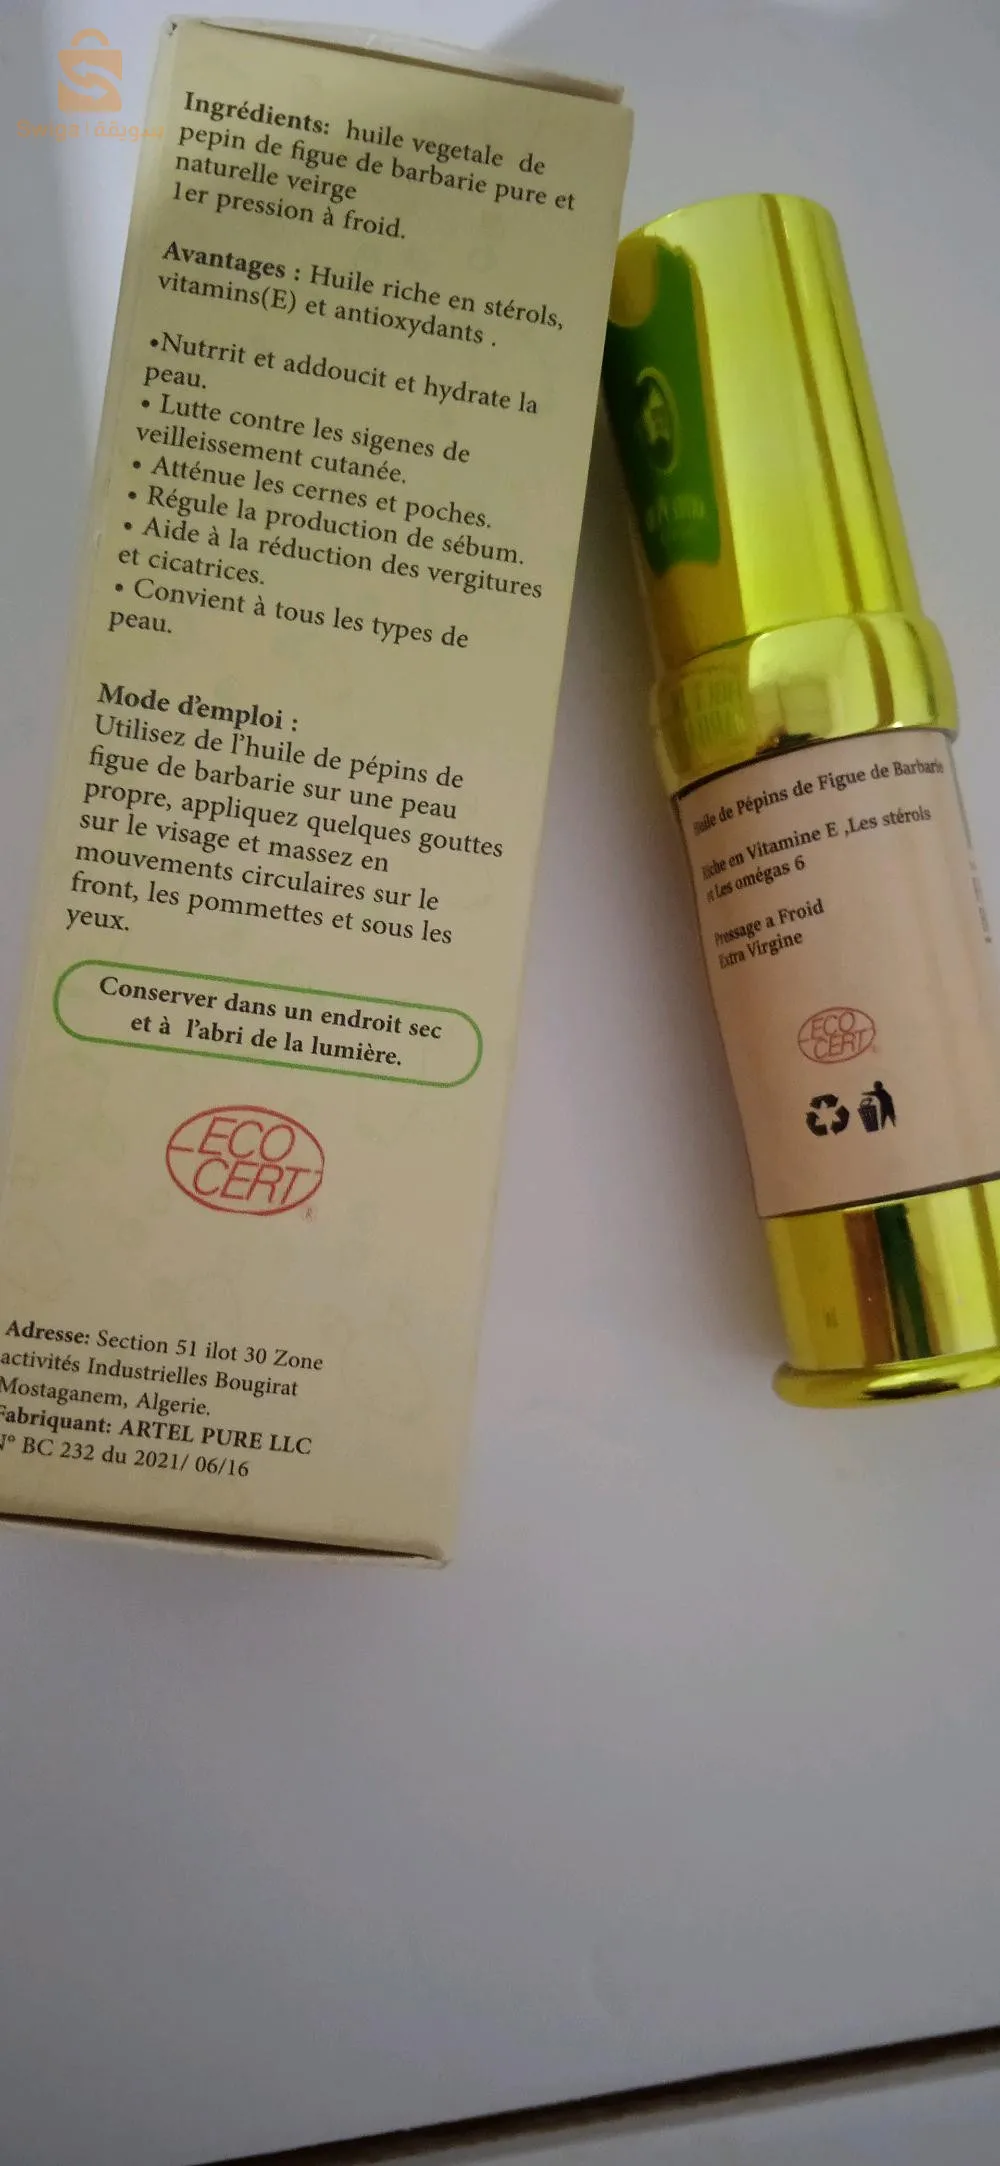 سويقة
Ingrédients: huile vegetale de
pepin de figue de barbarie pure et
naturelle veirge
1er pression à froid.
Avantages : Huile riche en stérols,
vitamins(E) et antioxydants .
•Nutrrit et addoucit et hydrate la
peau.
• Lutte contre les sigenes de
veilleissement cutanée.
• Atténue les cernes et poches.
• Régule la production de sébum.
• Aide à la réduction des vergitures
et cicatrices.
• Convient à tous les types de
peau.
Mode d'emploi :
Utilisez de l'huile de pépins de
figue de barbarie sur une peau
propre, appliquez quelques gouttes
sur le visage et massez en
mouvements circulaires sur le
front, les pommettes et sous les
yeux.
Conserver dans un endroit sec
et à l'abri de la lumière.
ECO
CERT
®
Adresse: Section 51 ilot 30 Zone
activités Industrielles Bougirat
Mostaganem, Algerie.
Fabriquant: ARTEL PURE LLC
N° BC 232 du 2021/ 06/16
Huile de Pépins de Figue de Barbarie
Riche en Vitamine E ,Les stérols
et Les omégas 6
Pressage a Froid
Extra Virgine
ECO
CERT